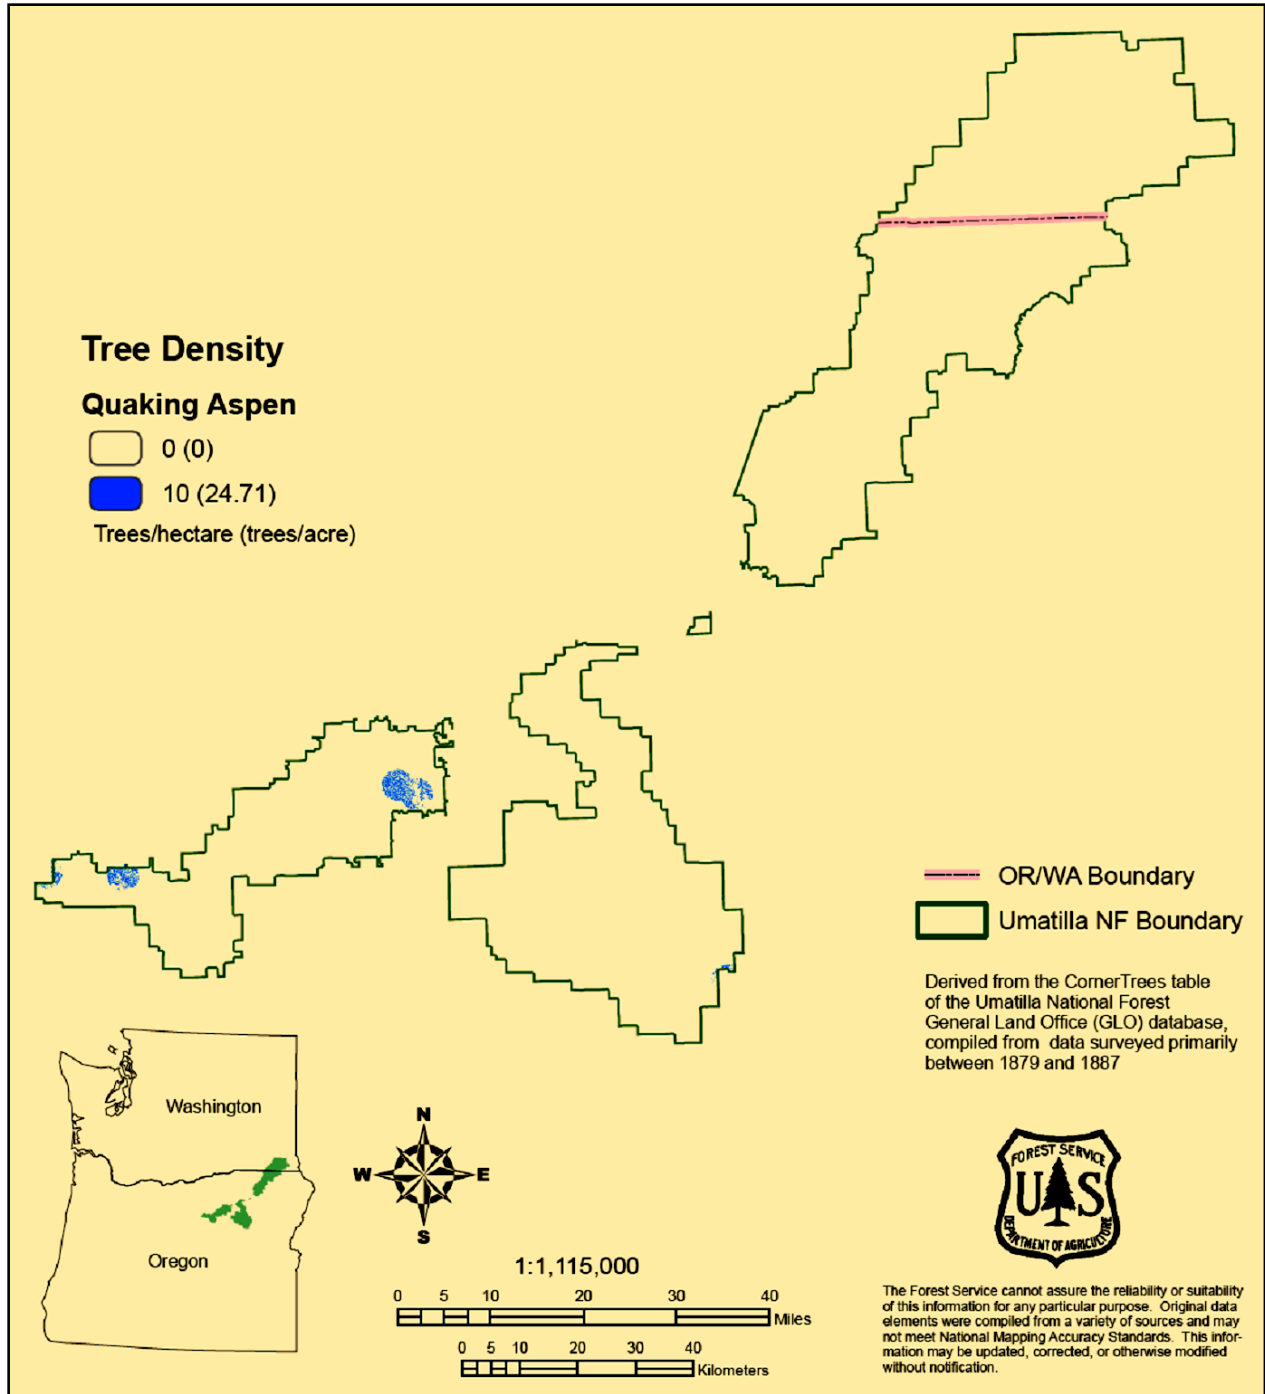 Tree Density
Quaking Aspen
0 (0)
10 (24.71)
Trees/hectare (trees/acre)
OR/WA Boundary
Umatilla NF Boundary
Derived from the CornerTrees table
of the Umatilla National Forest
General Land Office (GLO) database,
compiled from data surveyed primarily
between 1879 and 1887
Washington
Oregon
N
W E
S
1:1,115,000
0 5 10 20 30 40
Miles
0 5 10 20 30 40
Kilometers
FOREST SERVICE
U S
DEPARTMENT OF AGRICULTURE
The Forest Service cannot assure the reliability or suitability
of this information for any particular purpose. Original data
elements were compiled from a variety of sources and may
not meet National Mapping Accuracy Standards. This infor-
mation may be updated, corrected, or otherwise modified
without notification.